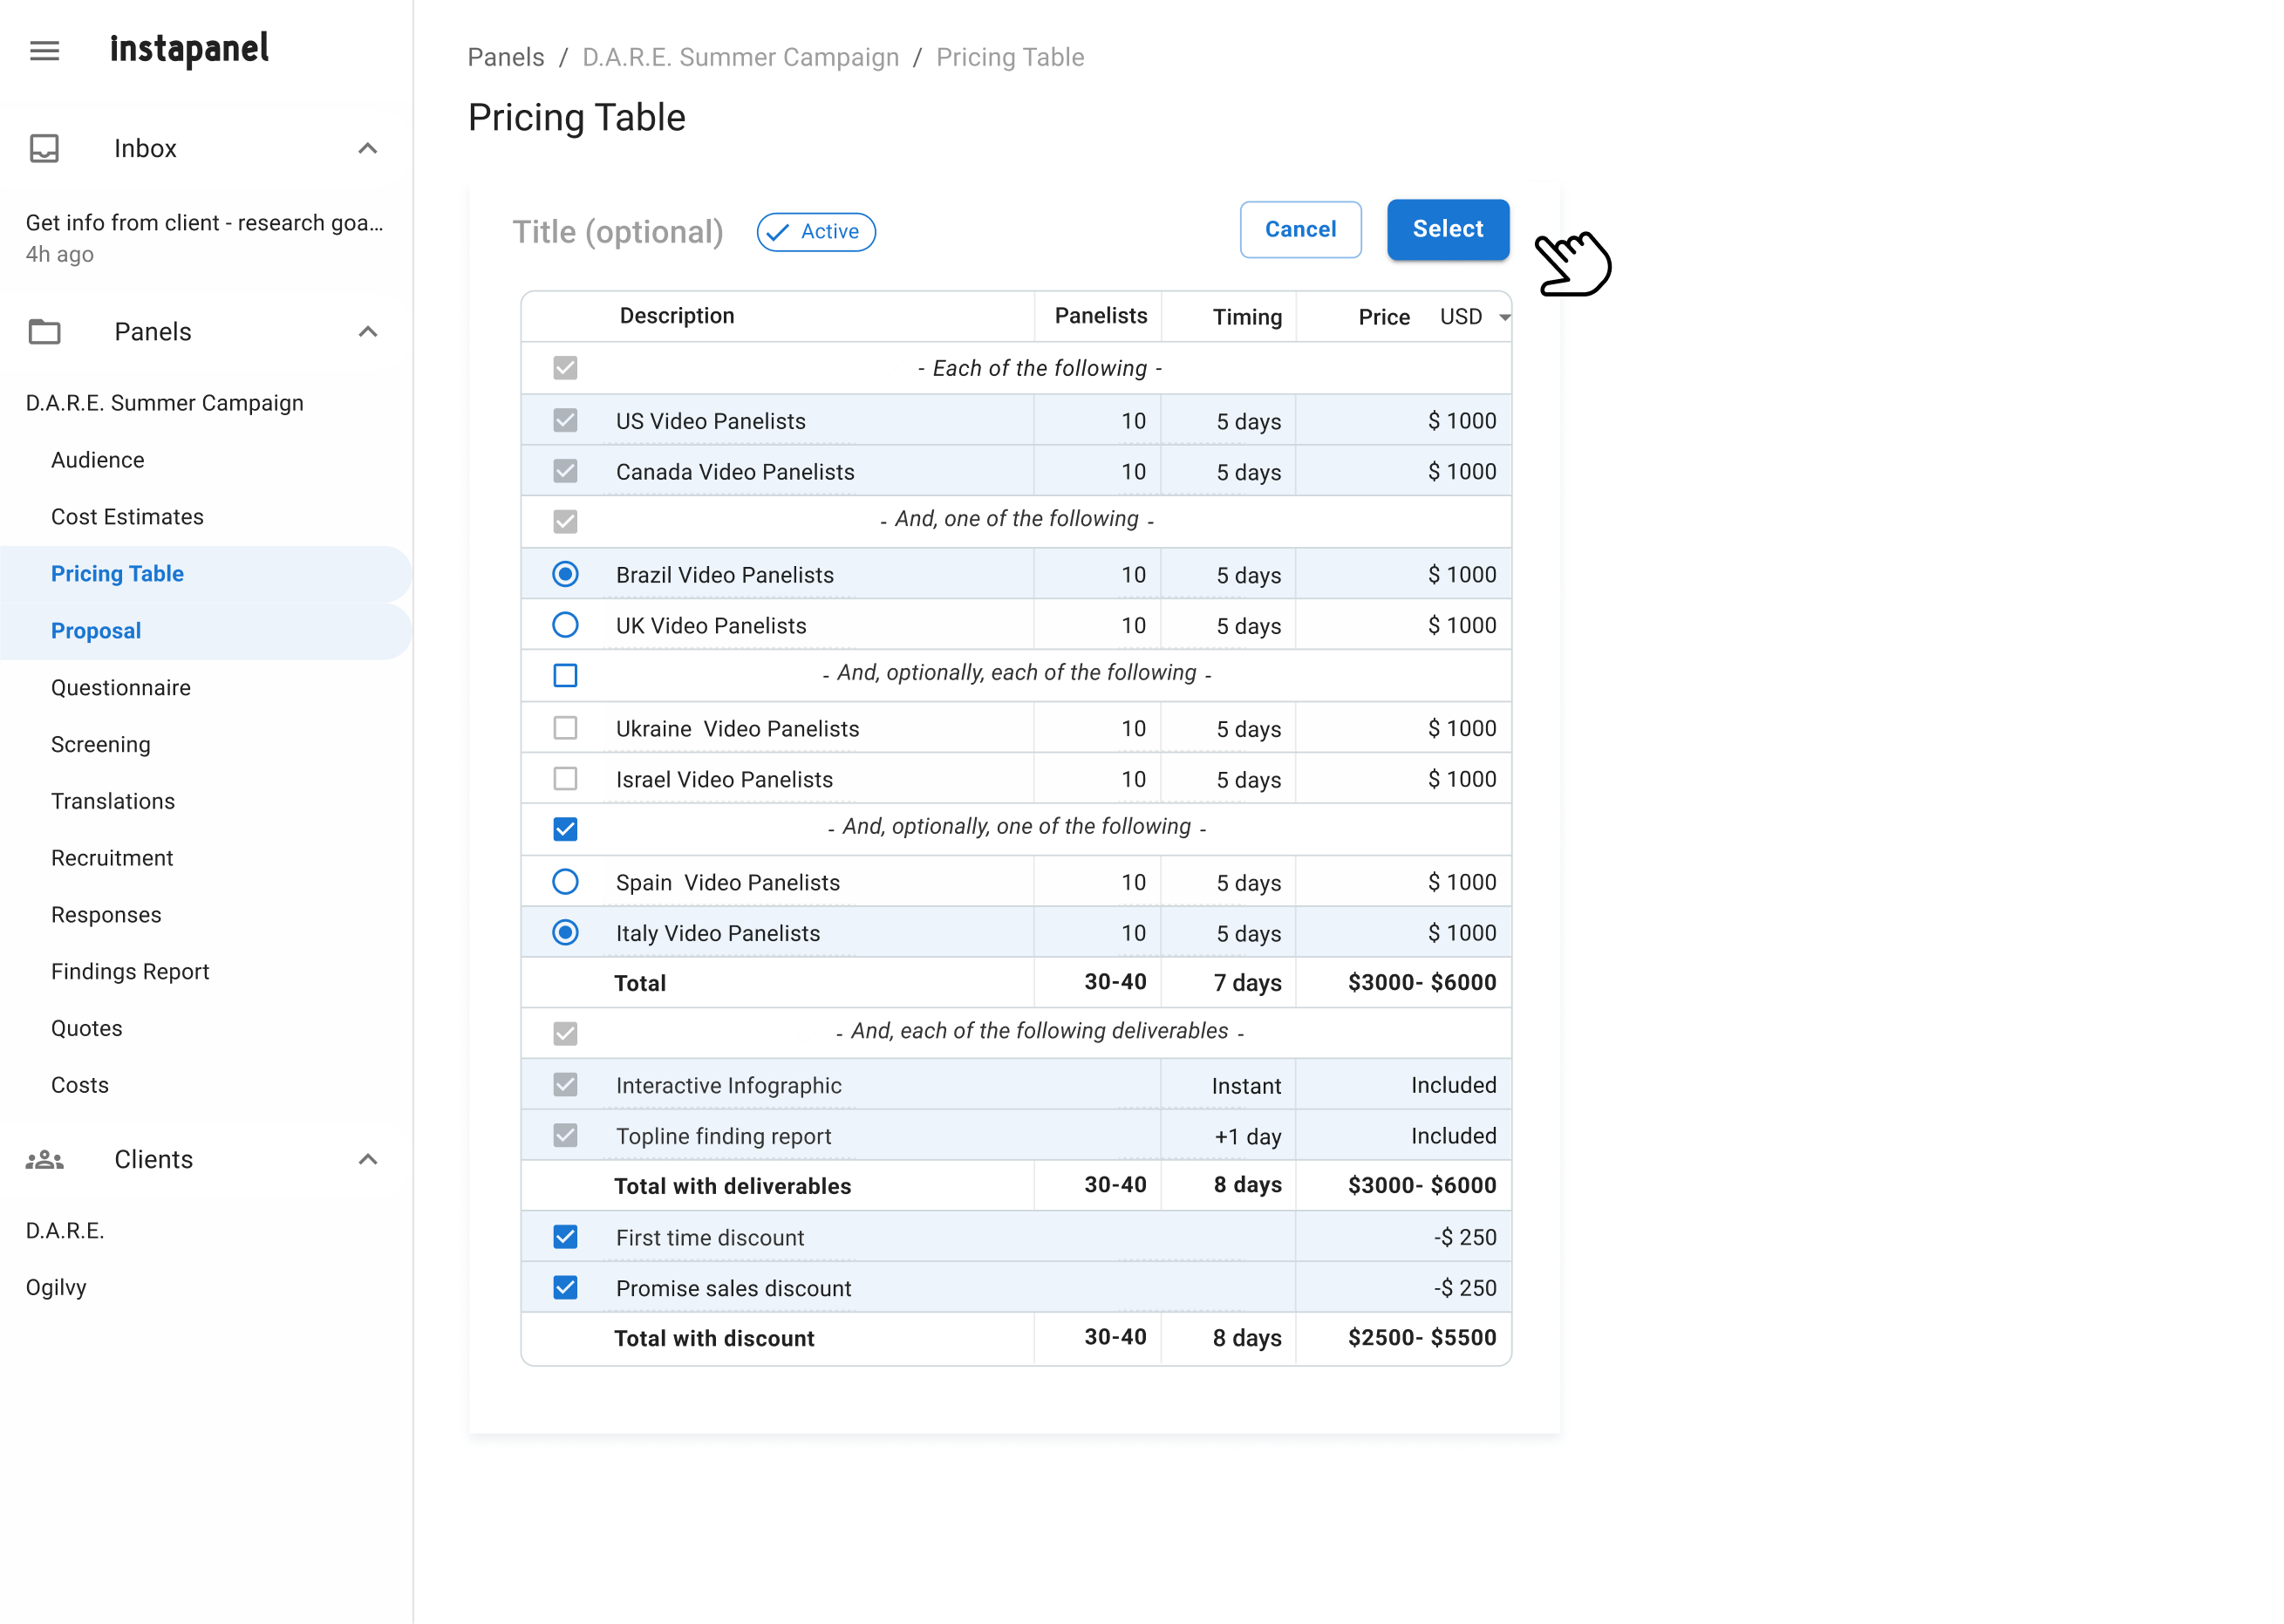 instapanel
Inbox
Get info from client - research goa...
4h ago
Panels
D.A.R.E. Summer Campaign
Audience
Cost Estimates
Pricing Table
Proposal
Questionnaire
Screening
Translations
Recruitment
Responses
Findings Report
Quotes
Costs
Clients
D.A.R.E.
Ogilvy
Panels / D.A.R.E. Summer Campaign / Pricing Table
Pricing Table
Title (optional) Active Cancel Select
Description Panelists Timing Price USD
- Each of the following -
US Video Panelists 10 5 days $ 1000
Canada Video Panelists 10 5 days $ 1000
- And, one of the following -
Brazil Video Panelists 10 5 days $ 1000
UK Video Panelists 10 5 days $ 1000
- And, optionally, each of the following -
Ukraine  Video Panelists 10 5 days $ 1000
Israel Video Panelists 10 5 days $ 1000
- And, optionally, one of the following -
Spain  Video Panelists 10 5 days $ 1000
Italy Video Panelists 10 5 days $ 1000
Total 30-40 7 days $3000- $6000
- And, each of the following deliverables -
Interactive Infographic Instant Included
Topline finding report +1 day Included
Total with deliverables 30-40 8 days $3000- $6000
First time discount -$ 250
Promise sales discount -$ 250
Total with discount 30-40 8 days $2500- $5500